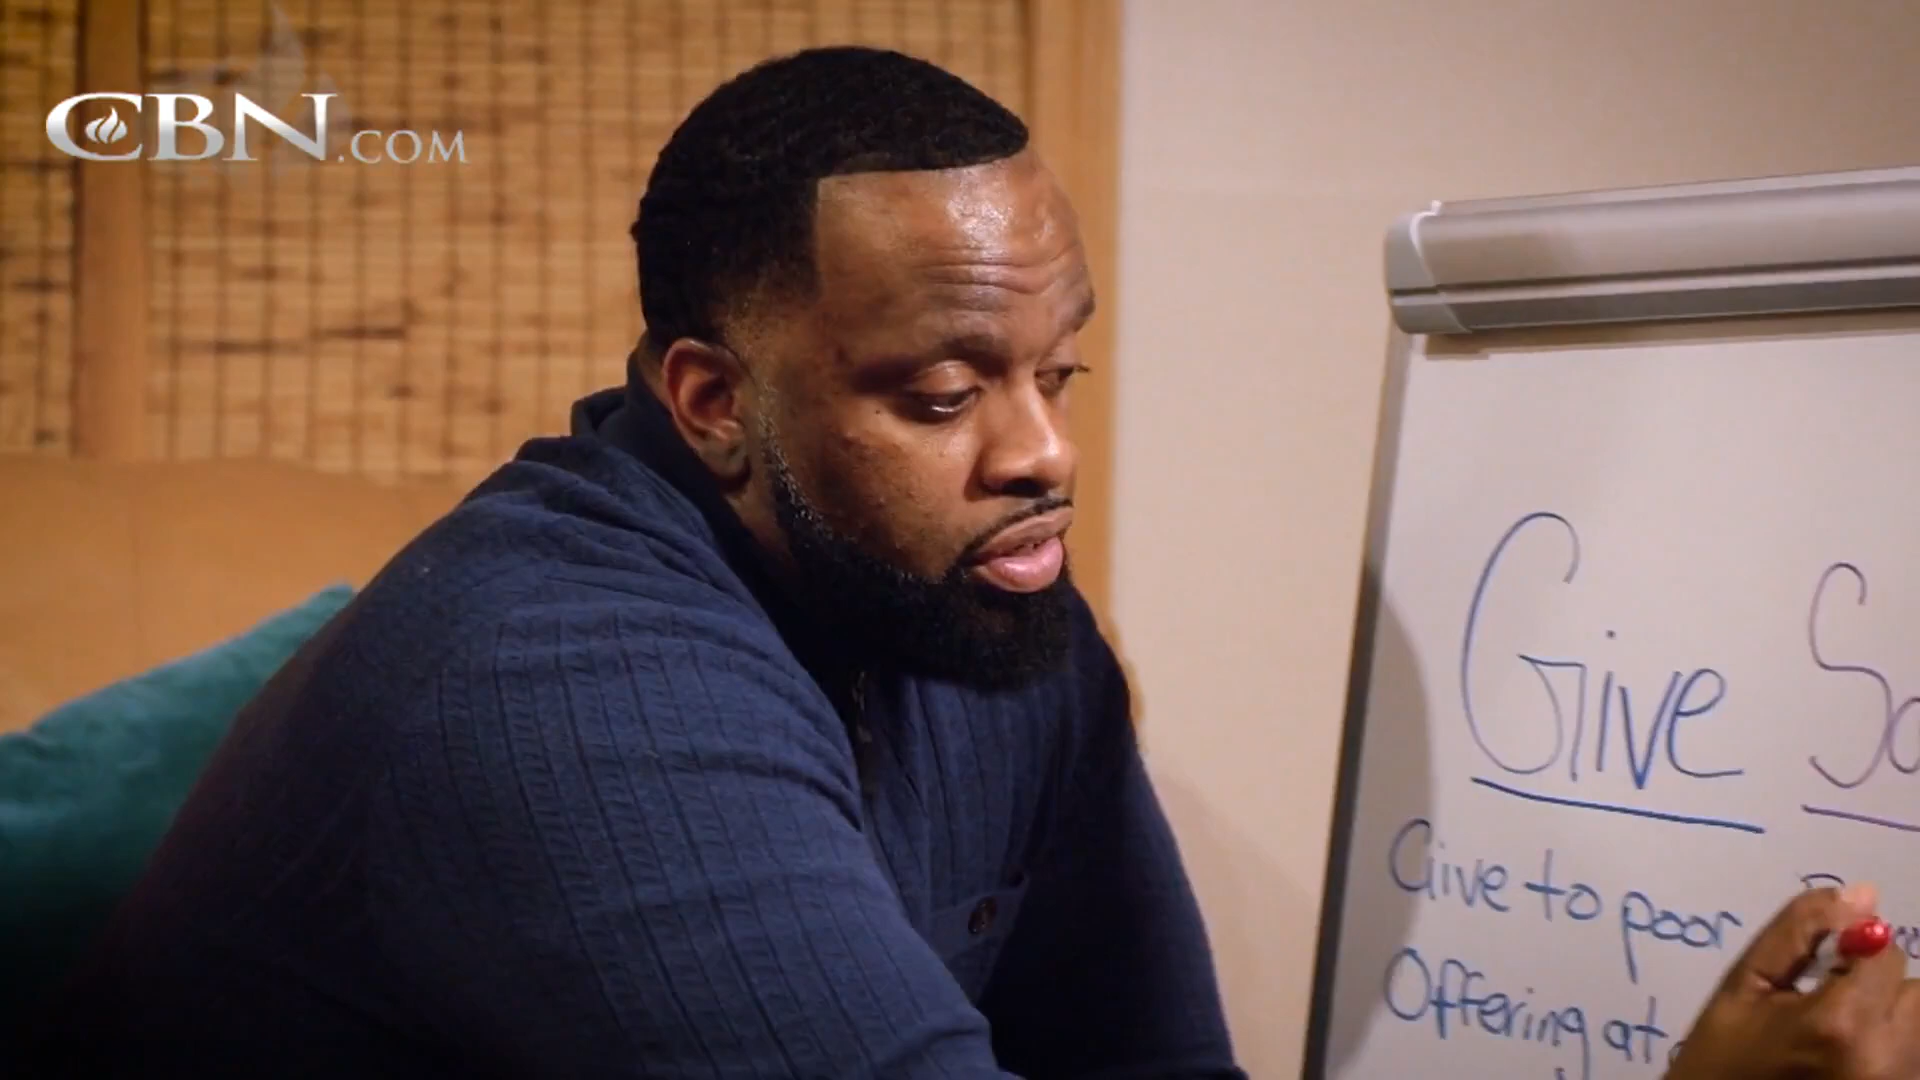 CBN.COM
Give
Give to poor
Offering at